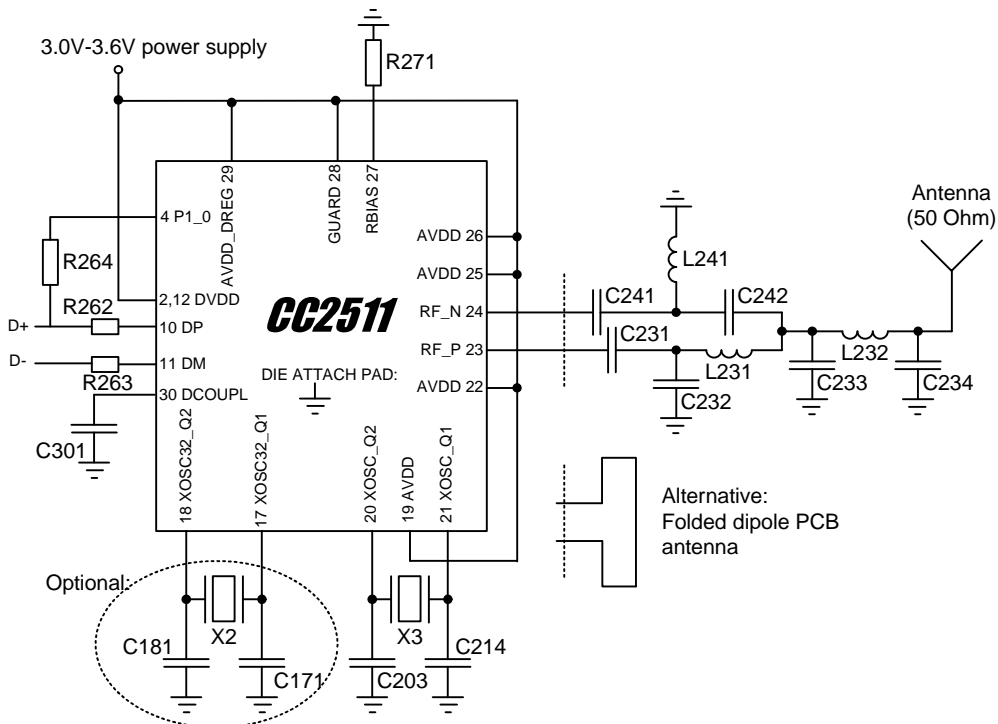 3.0V-3.6V power supply
R271
AVDD_DREG 29
GUARD 28
RBIAS 27
4 P1_0
R264
R262
2,12 DVDD
D+
10 DP
D-
11 DM
R263
30 DCOUPL
C301
CC2511
DIE ATTACH PAD:
AVDD 26
AVDD 25
RF_N 24
RF_P 23
AVDD 22
18 XOSC32_Q2
17 XOSC32_Q1
20 XOSC_Q2
19 AVDD
21 XOSC_Q1
Antenna
(50 Ohm)
L241
C241
C242
C231
L231
C232
C233
L232
C234
Alternative:
Folded dipole PCB
antenna
Optional:
X2
C181
C171
X3
C203
C214